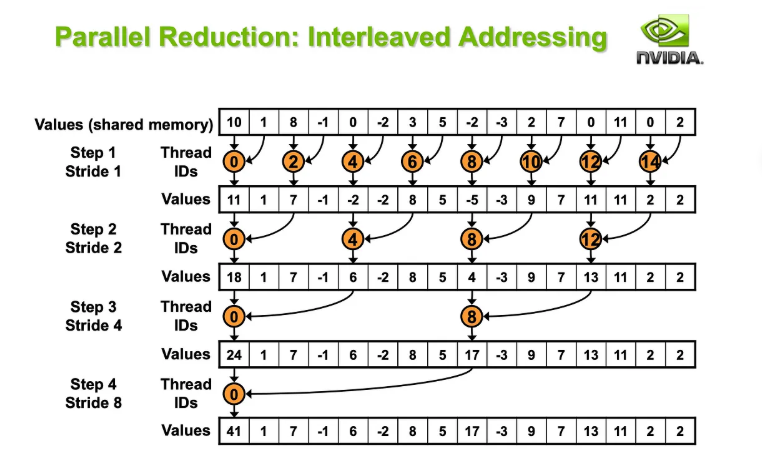 Parallel Reduction: Interleaved Addressing
NVIDIA.
Values (shared memory) 10 1 8 -1 0 -2 3 5 -2 -3 2 7 0 11 0 2
Step 1 Thread
Stride 1 IDs
0 2 4 6 8 10 12 14
Values 11 1 7 -1 -2 -2 8 5 -5 -3 9 7 11 11 2 2
Step 2 Thread
Stride 2 IDs
0 4 8 12
Values 18 1 7 -1 6 -2 8 5 4 -3 9 7 13 11 2 2
Step 3 Thread
Stride 4 IDs
0 8
Values 24 1 7 -1 6 -2 8 5 17 -3 9 7 13 11 2 2
Step 4 Thread
Stride 8 IDs
0
Values 41 1 7 -1 6 -2 8 5 17 -3 9 7 13 11 2 2